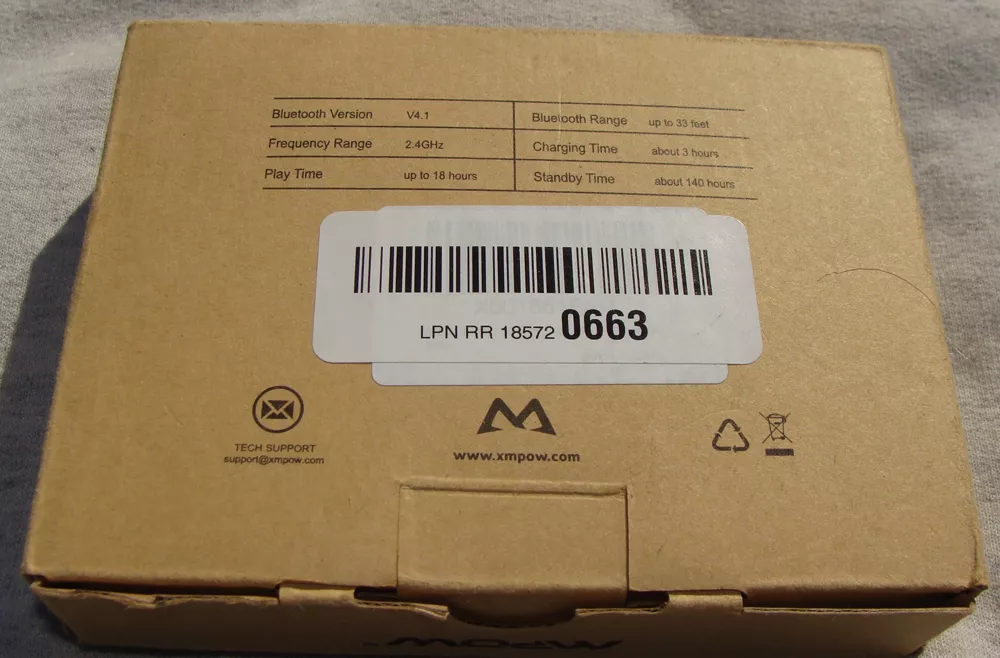 Bluetooth Version V4.1 Bluetooth Range up to 33 feet
Frequency Range 2.4GHz Charging Time about 3 hours
Play Time up to 18 hours Standby Time about 140 hours
LPN RR 18572 0663
TECH SUPPORT
support@xmpow.com
www.xmpow.com
MPOW